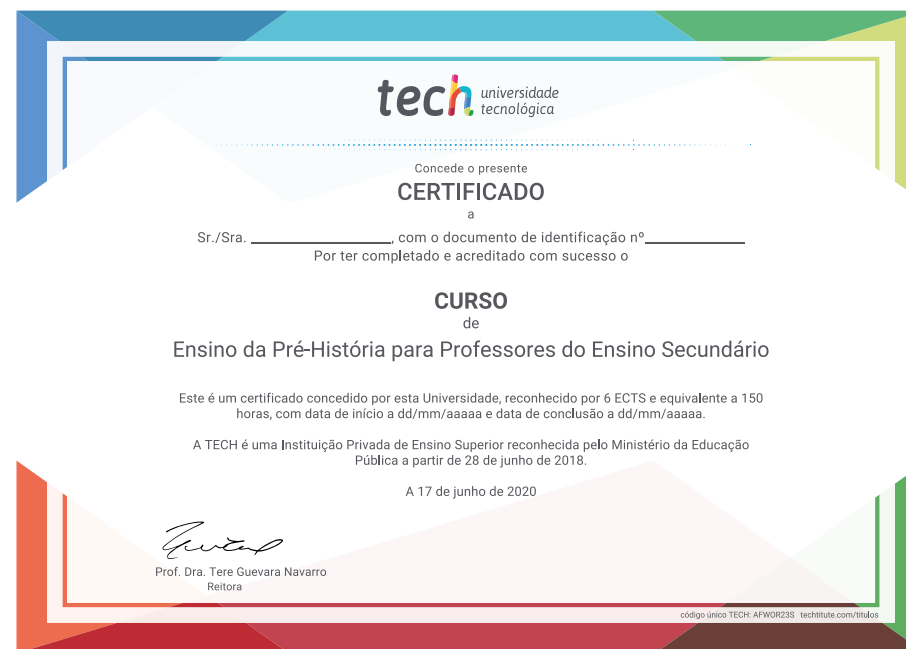 tech universidade
tecnológica
Concede o presente
CERTIFICADO
a
Sr./Sra. ____________________, com o documento de identificação nº______________
Por ter completado e acreditado com sucesso o
CURSO
de
Ensino da Pré-História para Professores do Ensino Secundário
Este é um certificado concedido por esta Universidade, reconhecido por 6 ECTS e equivalente a 150
horas, com data de início a dd/mm/aaaaa e data de conclusão a dd/mm/aaaaa.
A TECH é uma Instituição Privada de Ensino Superior reconhecida pelo Ministério da Educação
Pública a partir de 28 de junho de 2018.
A 17 de junho de 2020
Prof. Dra. Tere Guevara Navarro
Reitora
código único TECH: AFWOR23S techtitute.com/titulos